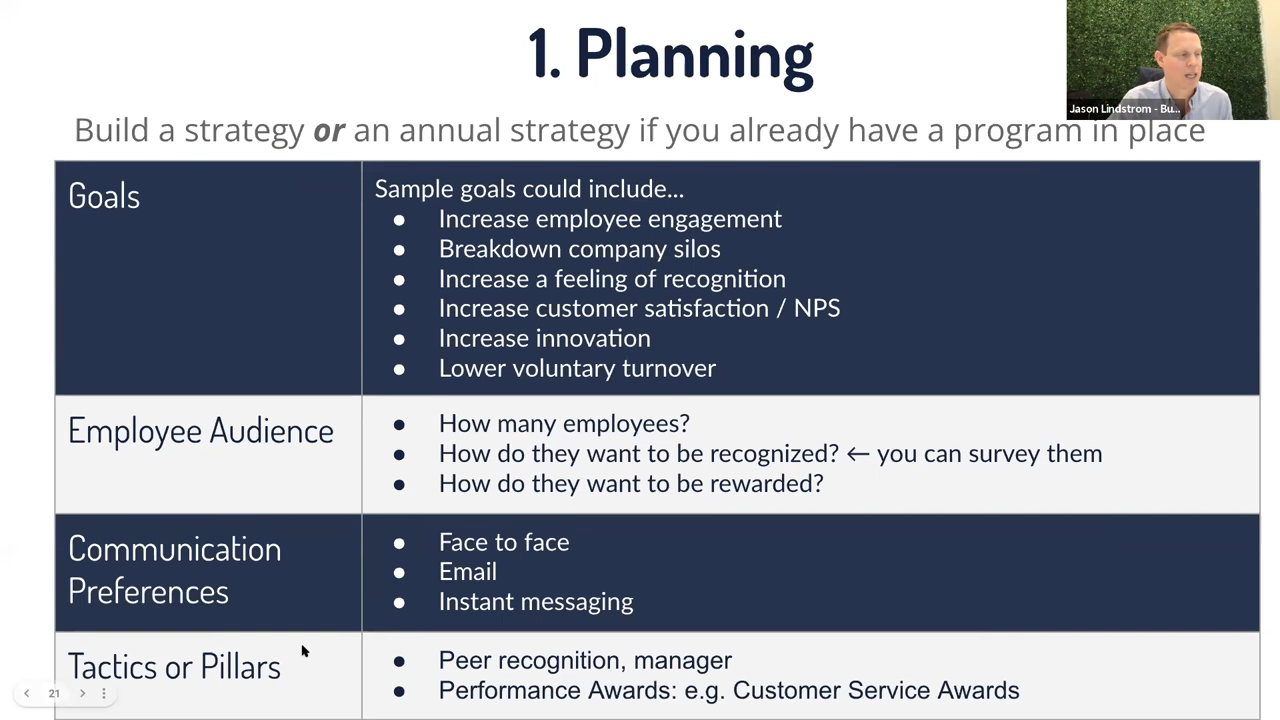 1. Planning
Jason Lindstrom - Bu...
Build a strategy or an annual strategy if you already have a program in place
Goals
Sample goals could include...
● Increase employee engagement
● Breakdown company silos
● Increase a feeling of recognition
● Increase customer satisfaction / NPS
● Increase innovation
● Lower voluntary turnover
Employee Audience
● How many employees?
● How do they want to be recognized? ← you can survey them
● How do they want to be rewarded?
Communication
Preferences
● Face to face
● Email
● Instant messaging
Tactics or Pillars
● Peer recognition, manager
● Performance Awards: e.g. Customer Service Awards
21